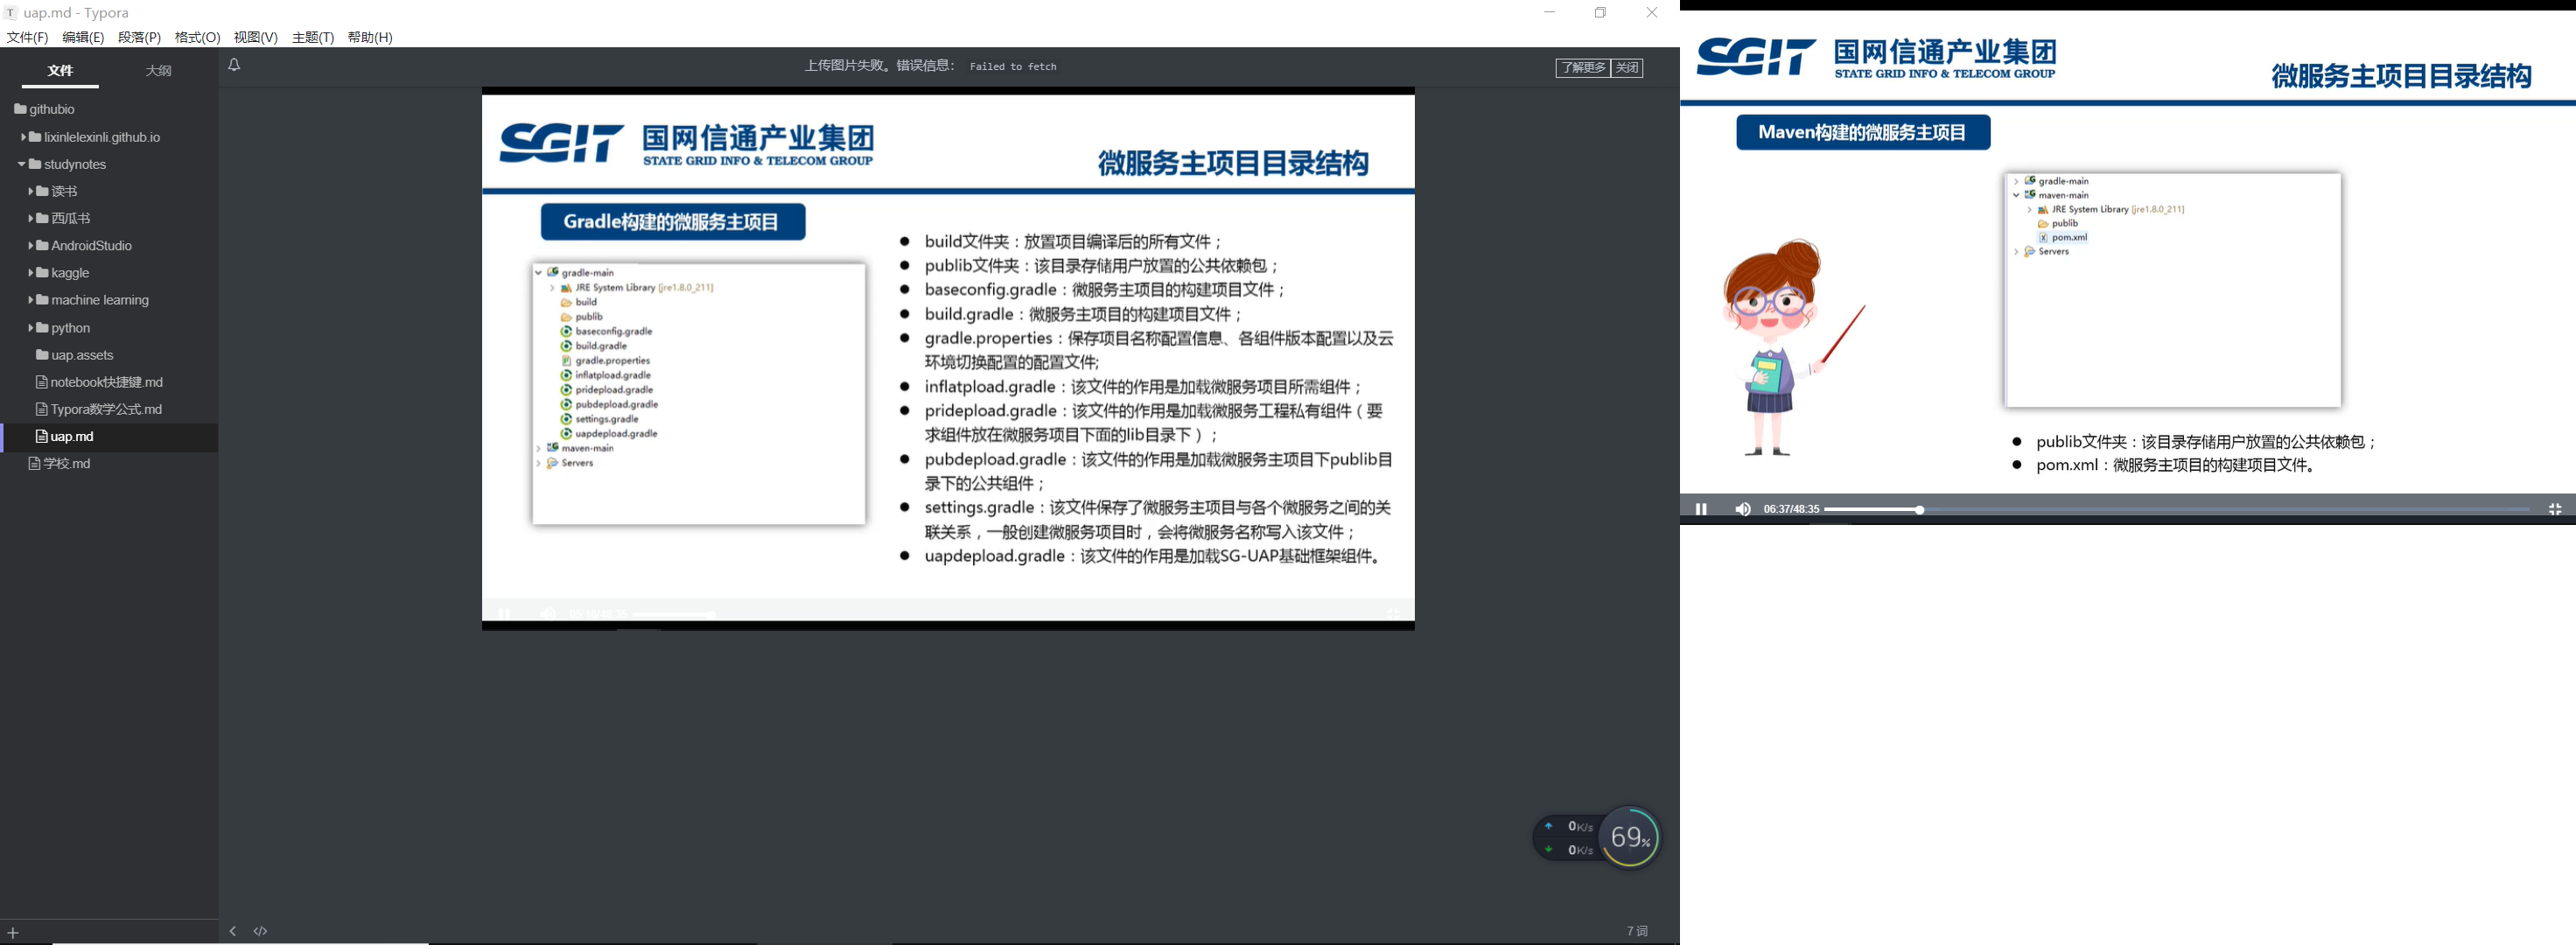 uap.md - Typora
文件(F) 编辑(E) 段落(P) 格式(O) 视图(V) 主题(T) 帮助(H)
文件 大纲
上传图片失败。错误信息： Failed to fetch
了解更多 关闭
githubio
lixinlelexinli.github.io
studynotes
读书
西瓜书
AndroidStudio
kaggle
machine learning
python
uap.assets
notebook快捷键.md
Typora数学公式.md
uap.md
学校.md
SGIT 国网信通产业集团
STATE GRID INFO & TELECOM GROUP
微服务主项目目录结构
Gradle构建的微服务主项目
gradle-main
JRE System Library [jre1.8.0_211]
build
publib
baseconfig.gradle
build.gradle
gradle.properties
inflatpload.gradle
pridepload.gradle
pubdepload.gradle
settings.gradle
uapdepload.gradle
maven-main
Servers
● build文件夹：放置项目编译后的所有文件；
● publib文件夹：该目录存储用户放置的公共依赖包；
● baseconfig.gradle：微服务主项目的构建项目文件；
● build.gradle：微服务主项目的构建项目文件；
● gradle.properties：保存项目名称配置信息、各组件版本配置以及云
环境切换配置的配置文件;
● inflatpload.gradle：该文件的作用是加载微服务项目所需组件；
● pridepload.gradle：该文件的作用是加载微服务工程私有组件（要
求组件放在微服务项目下面的lib目录下）；
● pubdepload.gradle：该文件的作用是加载微服务主项目下publib目
录下的公共组件；
● settings.gradle：该文件保存了微服务主项目与各个微服务之间的关
联关系，一般创建微服务项目时，会将微服务名称写入该文件；
● uapdepload.gradle：该文件的作用是加载SG-UAP基础框架组件。
0K/s
0K/s
69%
7 词
SGIT 国网信通产业集团
STATE GRID INFO & TELECOM GROUP
微服务主项目目录结构
Maven构建的微服务主项目
gradle-main
maven-main
JRE System Library [jre1.8.0_211]
publib
pom.xml
Servers
● publib文件夹：该目录存储用户放置的公共依赖包；
● pom.xml：微服务主项目的构建项目文件。
06:37/48:35